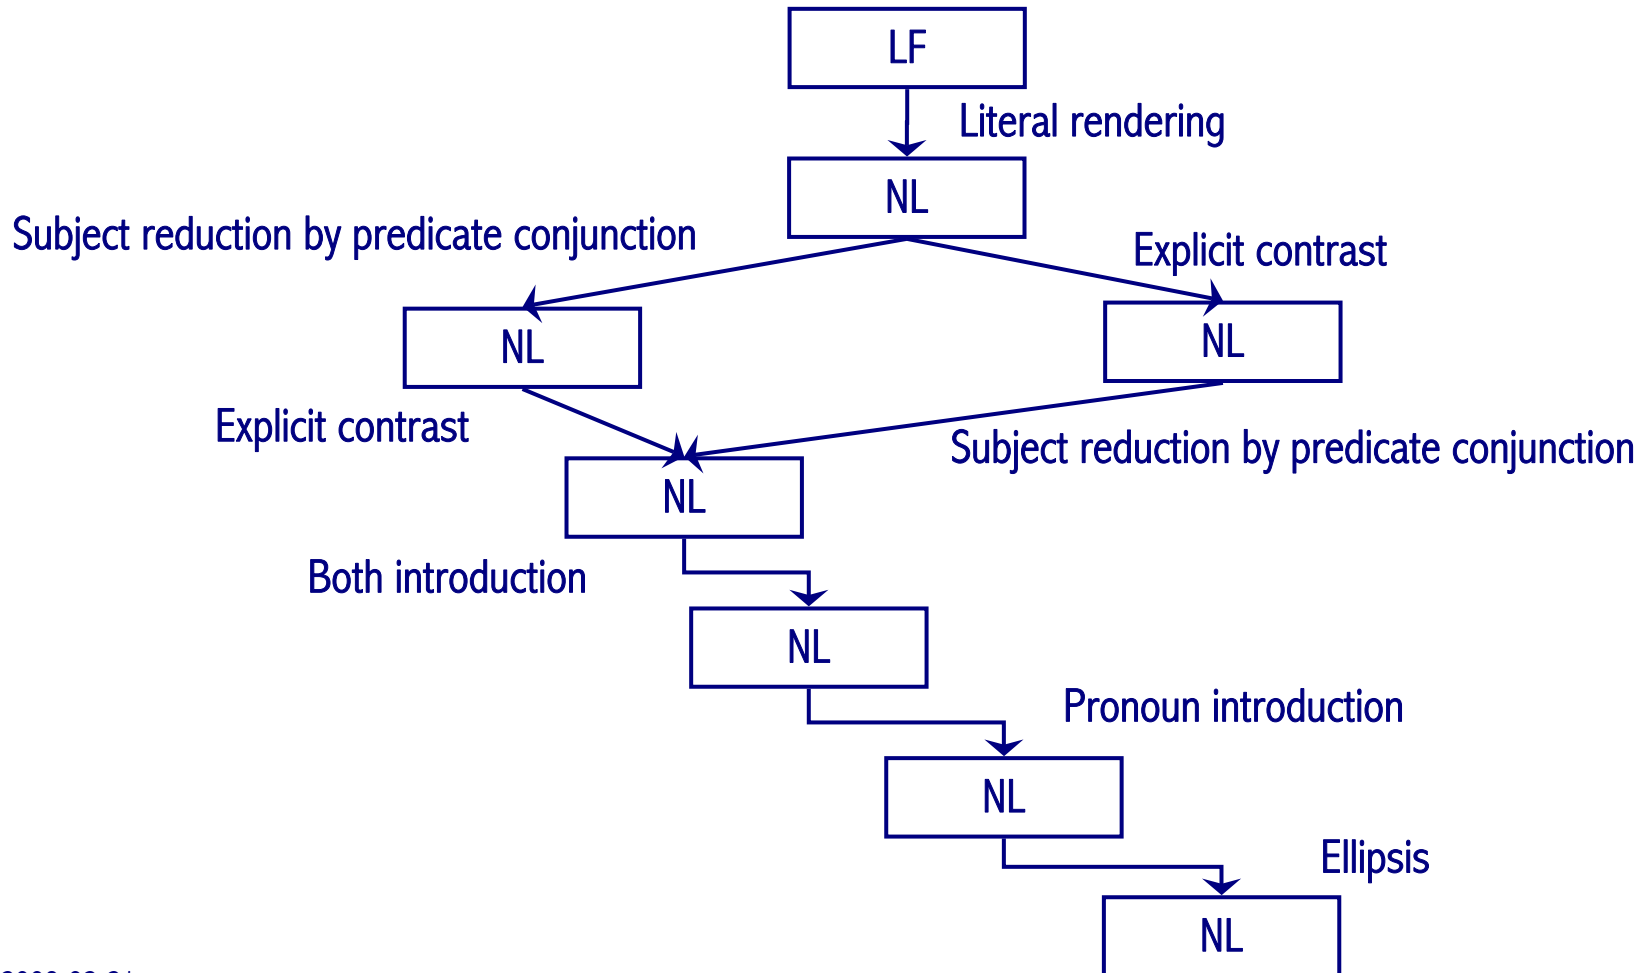 LF
Literal rendering
NL
Subject reduction by predicate conjunction
Explicit contrast
NL
NL
Explicit contrast
Subject reduction by predicate conjunction
NL
Both introduction
NL
Pronoun introduction
NL
Ellipsis
NL